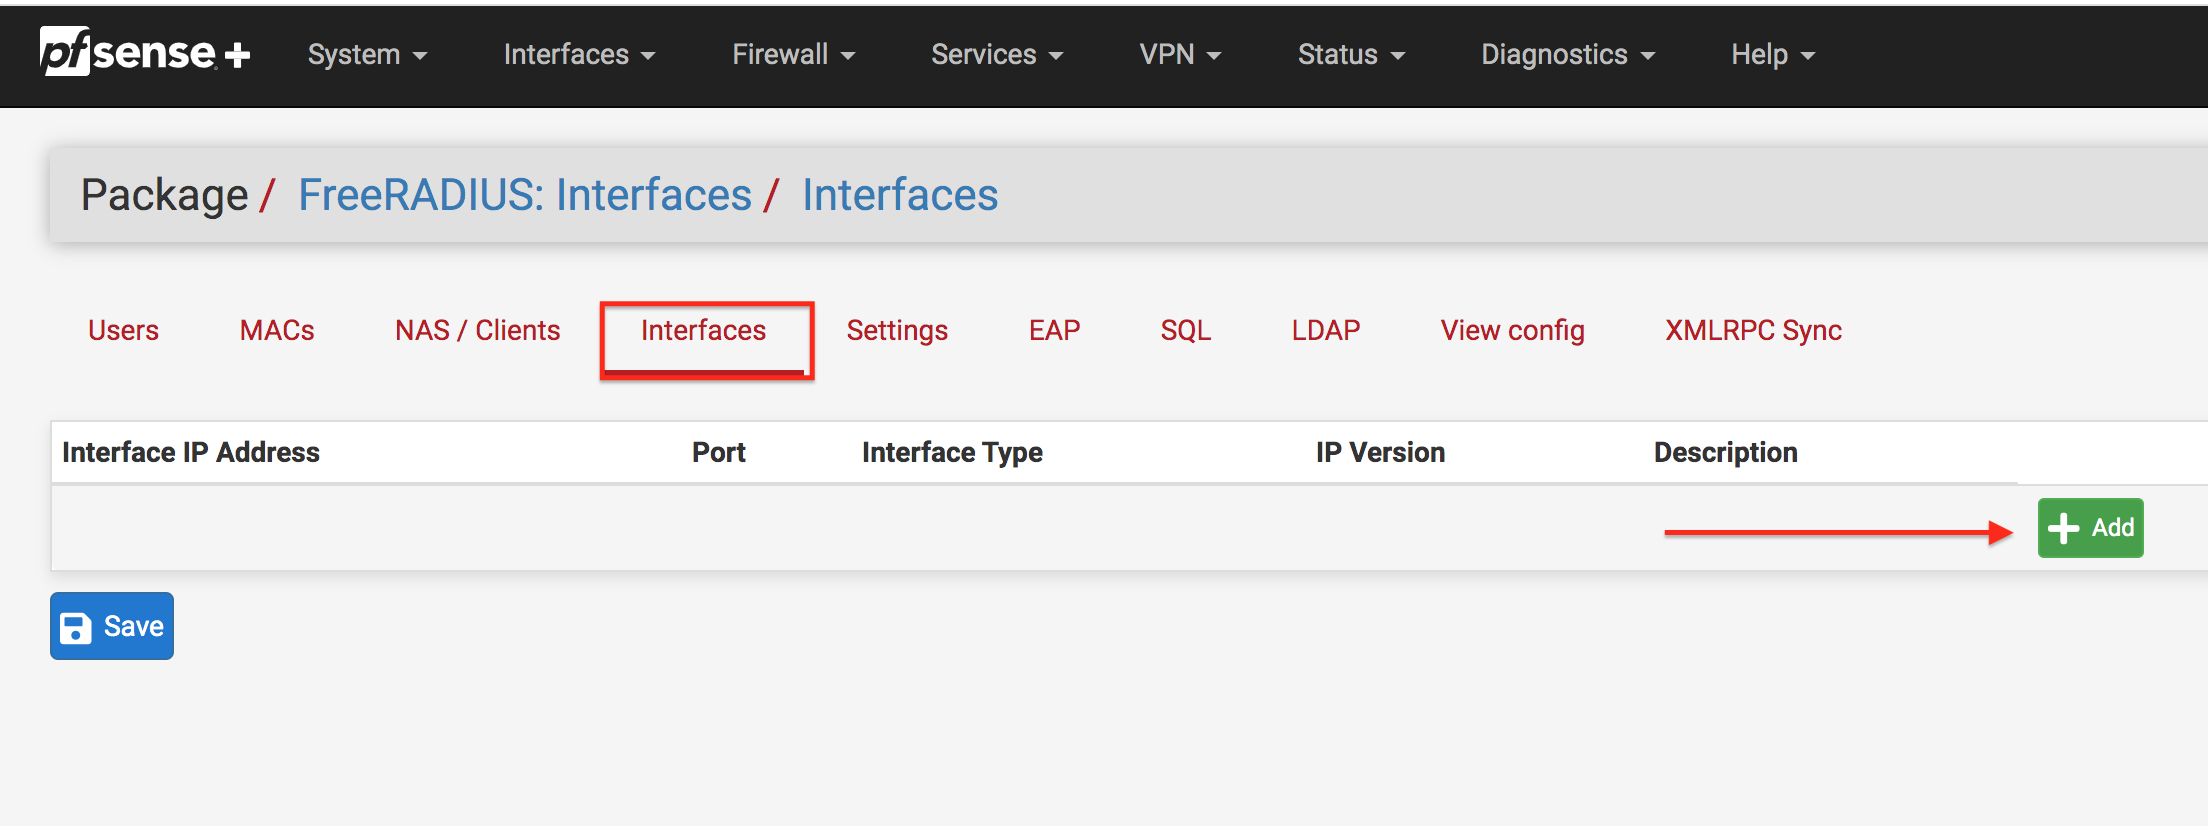 pfsense+ System Interfaces Firewall Services VPN Status Diagnostics Help
Package / FreeRADIUS: Interfaces / Interfaces
Users MACs NAS / Clients Interfaces Settings EAP SQL LDAP View config XMLRPC Sync
Interface IP Address Port Interface Type IP Version Description
Add
Save